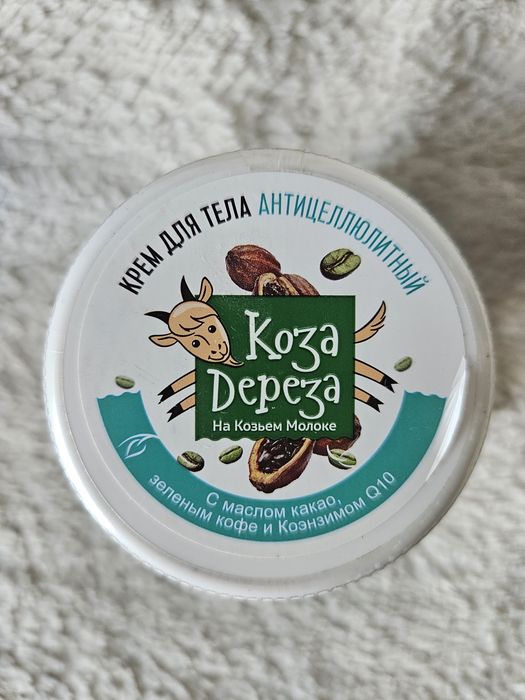 КРЕМ ДЛЯ ТЕЛА АНТИЦЕЛЛЮЛИТНЫЙ
Коза
Дереза
На Козьем Молоке
С маслом какао,
зеленым кофе и Коэнзимом Q10